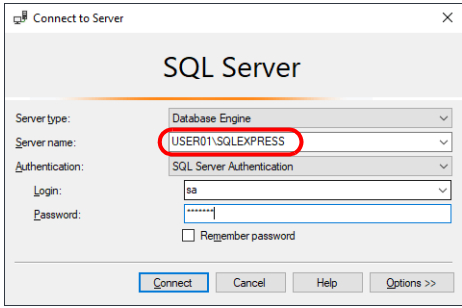 Connect to Server
SQL Server
Server type: Database Engine
Server name: USER01\SQLEXPRESS
Authentication: SQL Server Authentication
Login: sa
Password: *******
Remember password
Connect Cancel Help Options >>